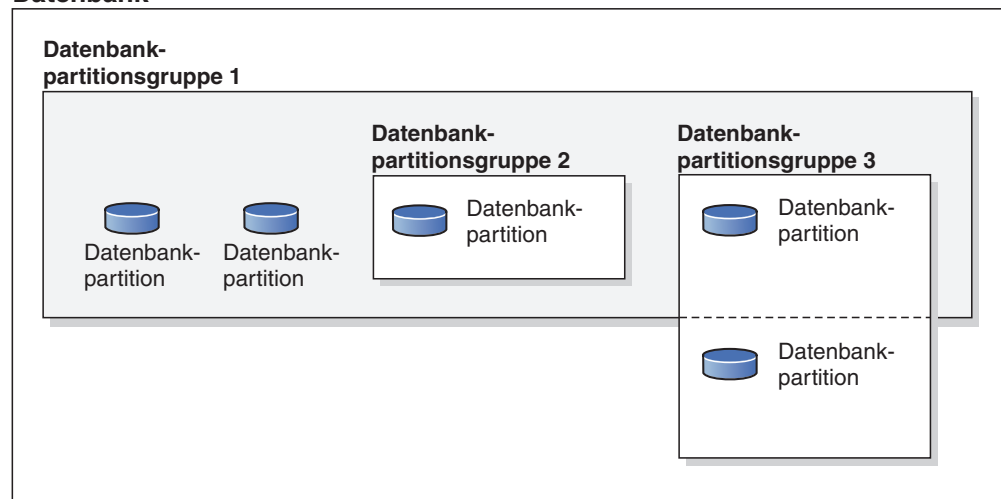 Datenbank
Datenbank-
partitionsgruppe 1
Datenbank-
partitionsgruppe 2
Datenbank-
partitionsgruppe 3
Datenbank-
partition
Datenbank-
partition
Datenbank-
partition
Datenbank-
partition
Datenbank-
partition